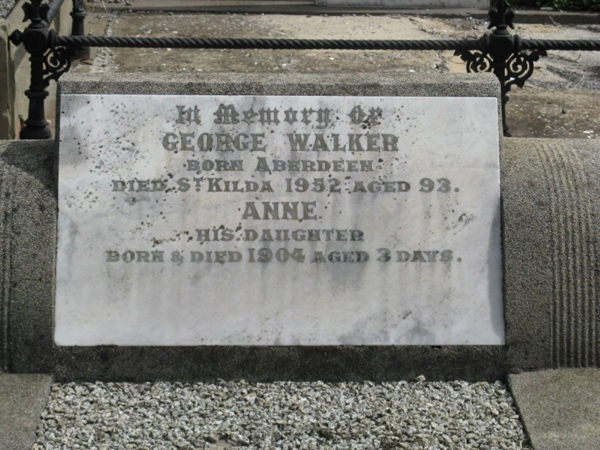 In Memory Of
GEORGE WALKER
BORN ABERDEEN
DIED ST KILDA 1952 AGED 93.
ANNE
HIS DAUGHTER
BORN & DIED 1904 AGED 3 DAYS.